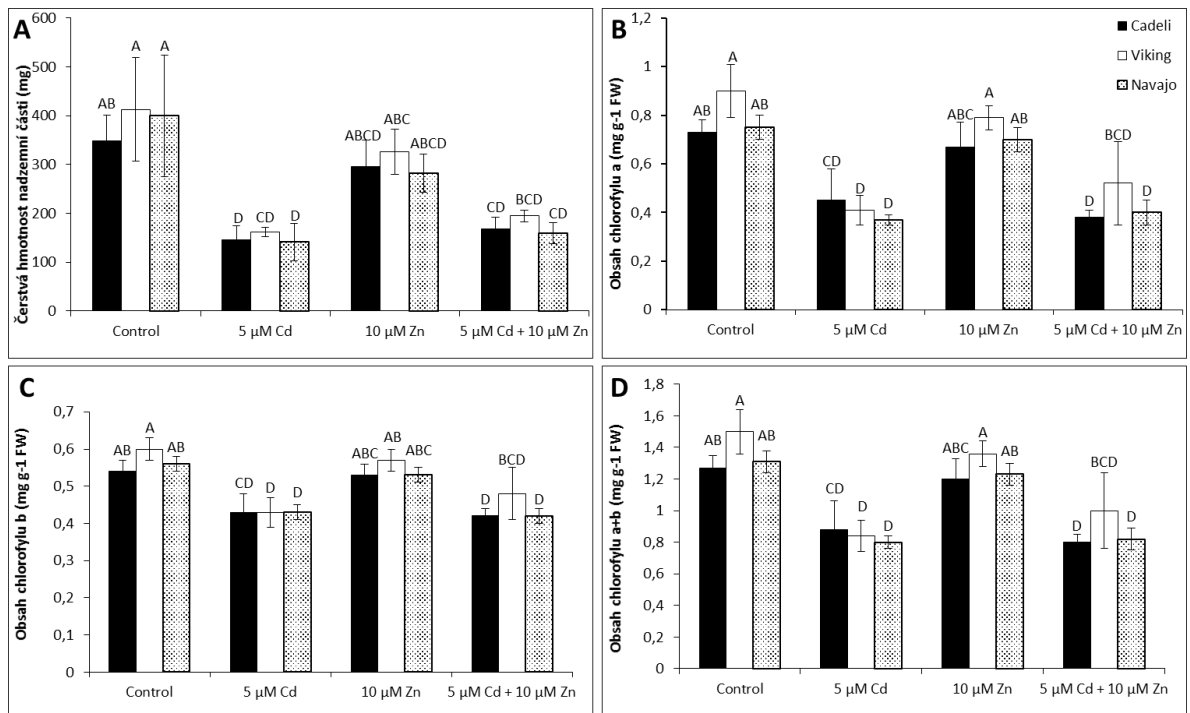 A
Čerstvá hmotnost nadzemní části (mg)
600
500
400
300
200
100
0
AB A A
D CD D
ABCD ABC ABCD
CD BCD CD
Control 5 µM Cd 10 µM Zn 5 µM Cd + 10 µM Zn
B
Obsah chlorofylu a (mg g-1 FW)
1,2
1
0,8
0,6
0,4
0,2
0
Cadeli
Viking
Navajo
AB A AB
CD D D
ABC A AB
D BCD D
Control 5 µM Cd 10 µM Zn 5 µM Cd + 10 µM Zn
C
Obsah chlorofylu b (mg g-1 FW)
0,7
0,6
0,5
0,4
0,3
0,2
0,1
0
AB A AB
CD D D
ABC AB ABC
D BCD D
Control 5 µM Cd 10 µM Zn 5 µM Cd + 10 µM Zn
D
Obsah chlorofylu a+b (mg g-1 FW)
1,8
1,6
1,4
1,2
1
0,8
0,6
0,4
0,2
0
AB A AB
CD D D
ABC A AB
D BCD D
Control 5 µM Cd 10 µM Zn 5 µM Cd + 10 µM Zn